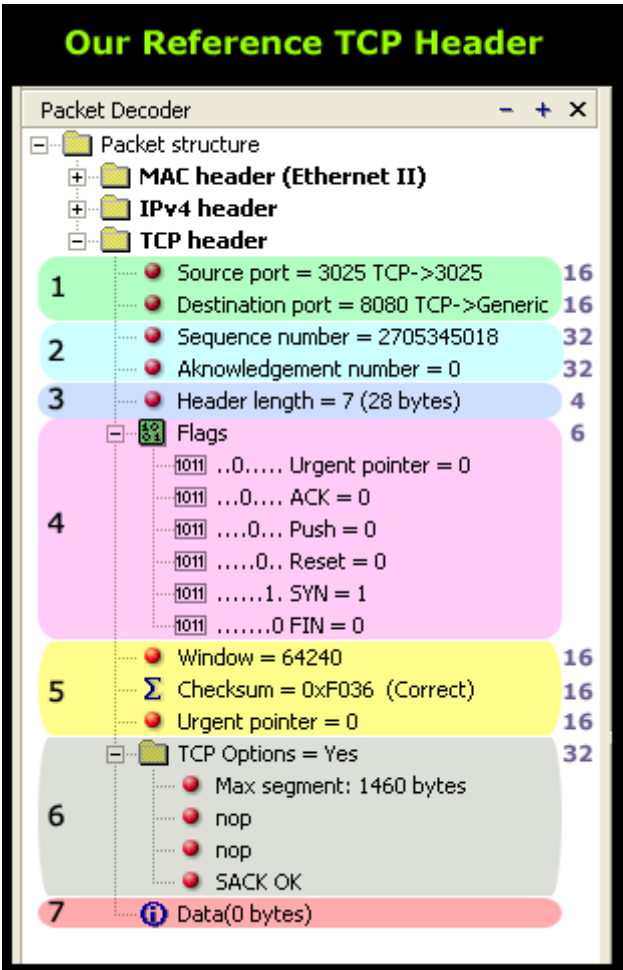 Our Reference TCP Header
Packet Decoder
Packet structure
MAC header (Ethernet II)
IPv4 header
TCP header
1
Source port = 3025 TCP->3025 16
Destination port = 8080 TCP->Generic 16
2
Sequence number = 2705345018 32
Aknowledgement number = 0 32
3 Header length = 7 (28 bytes) 4
Flags 6
4
1011 ..0..... Urgent pointer = 0
1011 ...0.... ACK = 0
1011 ....0... Push = 0
1011 .....0.. Reset = 0
1011 ......1. SYN = 1
1011 .......0 FIN = 0
Window = 64240 16
5 Σ Checksum = 0xF036 (Correct) 16
Urgent pointer = 0 16
TCP Options = Yes 32
Max segment: 1460 bytes
6 nop
nop
SACK OK
7 Data(0 bytes)